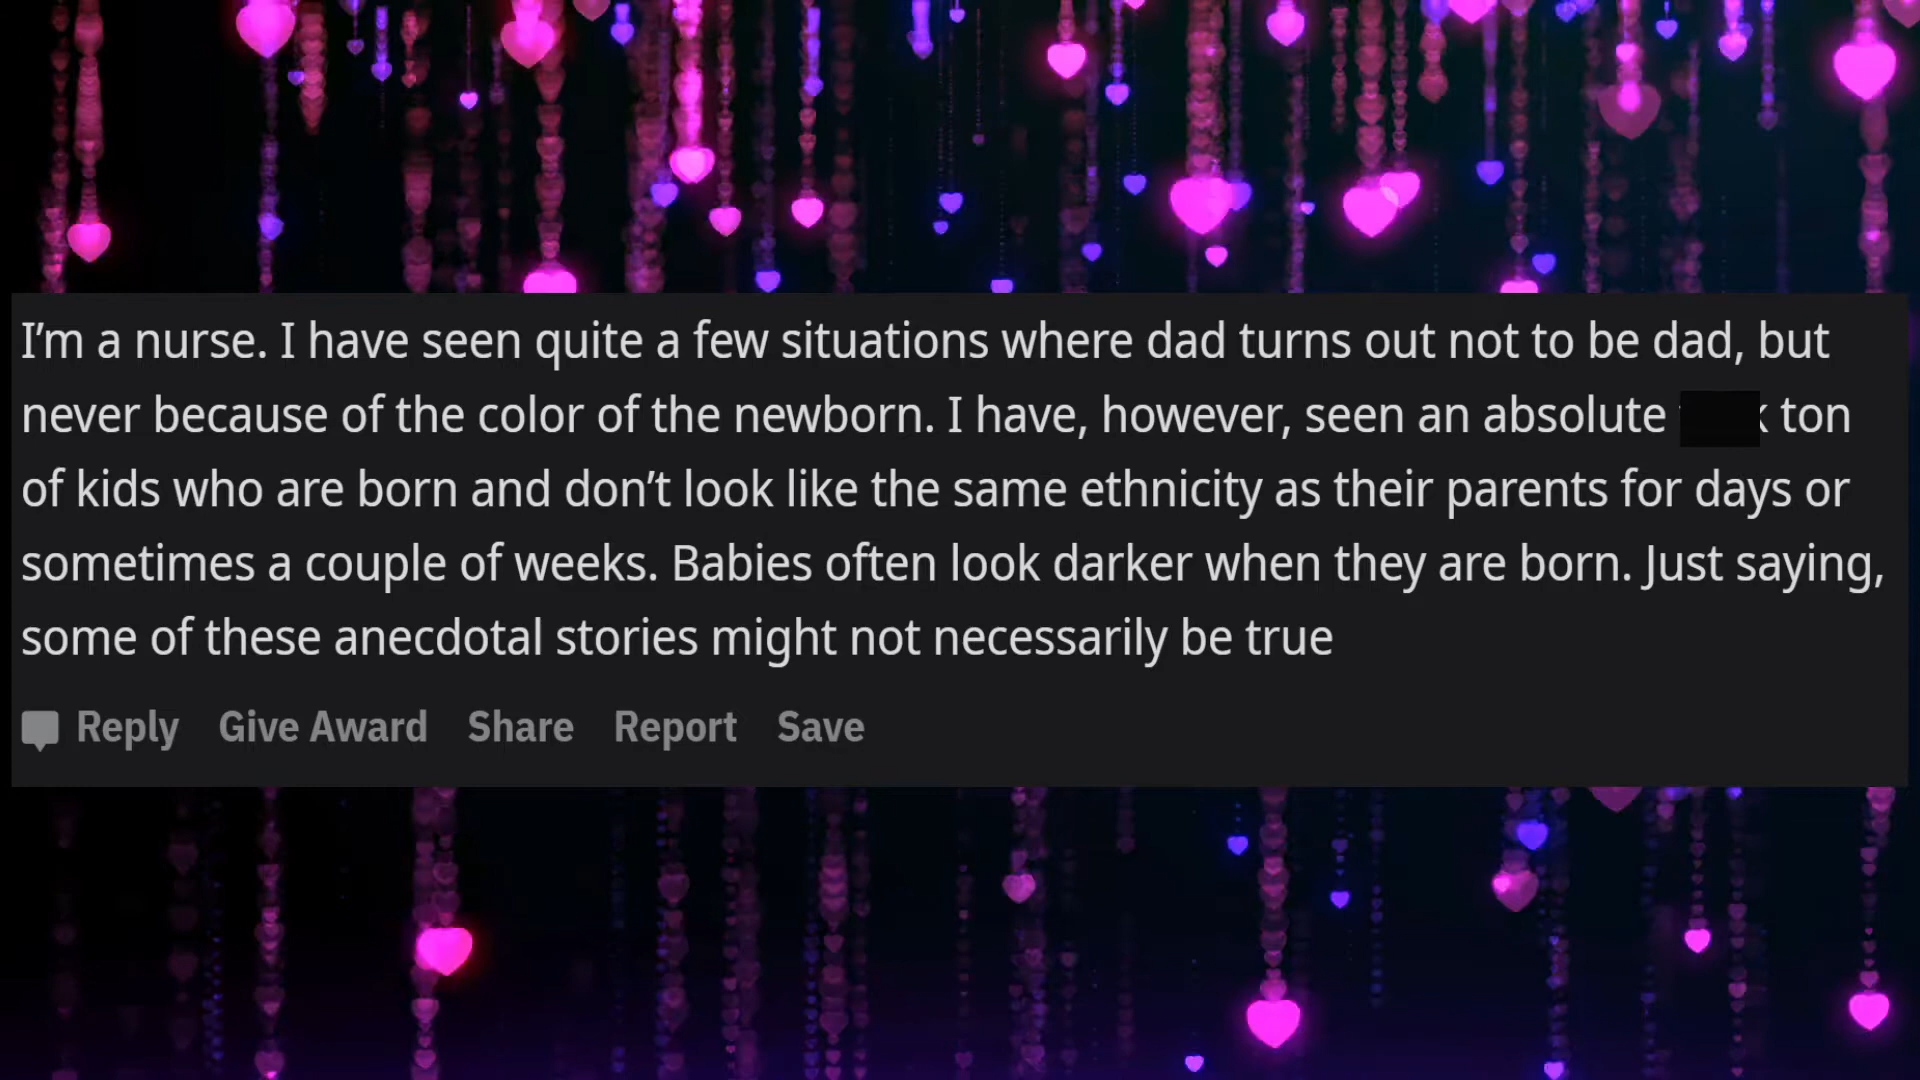 I’m a nurse. I have seen quite a few situations where dad turns out not to be dad, but
never because of the color of the newborn. I have, however, seen an absolute ton
of kids who are born and don’t look like the same ethnicity as their parents for days or
sometimes a couple of weeks. Babies often look darker when they are born. Just saying,
some of these anecdotal stories might not necessarily be true
Reply Give Award Share Report Save